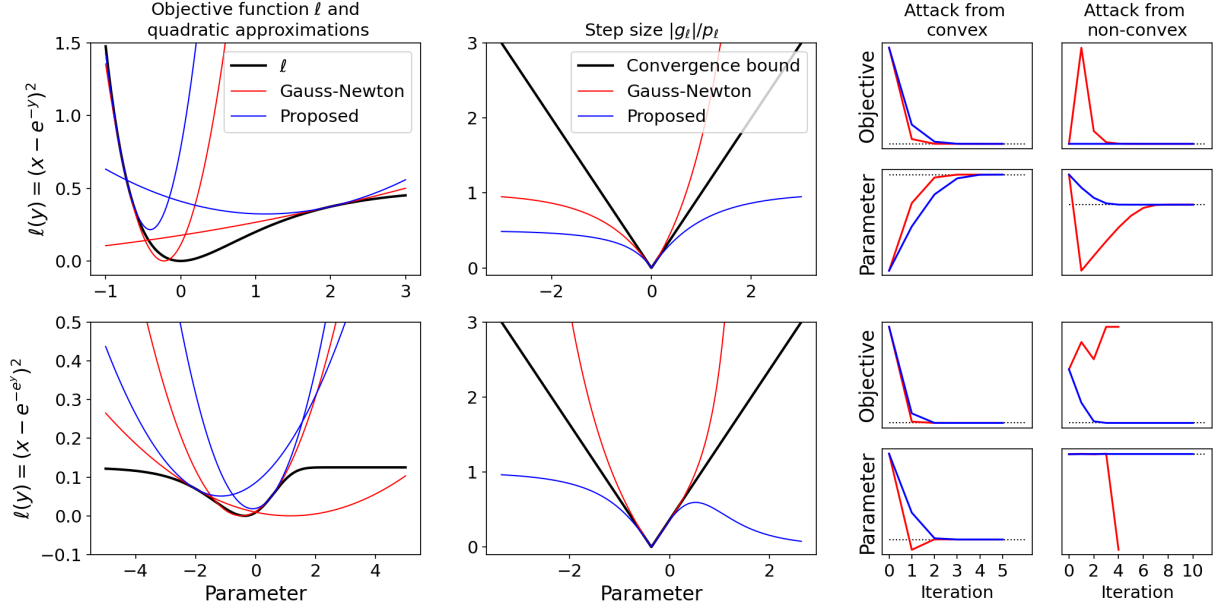 Objective function ℓ and
quadratic approximations
Step size |g_ℓ|/p_ℓ
Attack from
convex
Attack from
non-convex
ℓ(y) = (x − e^{−y})²
1.5
1.0
0.5
0.0
−1
0
1
2
3
ℓ
Gauss-Newton
Proposed
3
2
1
0
−2
0
2
Convergence bound
Gauss-Newton
Proposed
Objective
Parameter
ℓ(y) = (x − e^{−e^y})²
0.5
0.4
0.3
0.2
0.1
0.0
−0.1
−4
−2
0
2
4
Parameter
3
2
1
0
−2
0
2
Parameter
Objective
Parameter
0 1 2 3 4 5
Iteration
0 2 4 6 8 10
Iteration